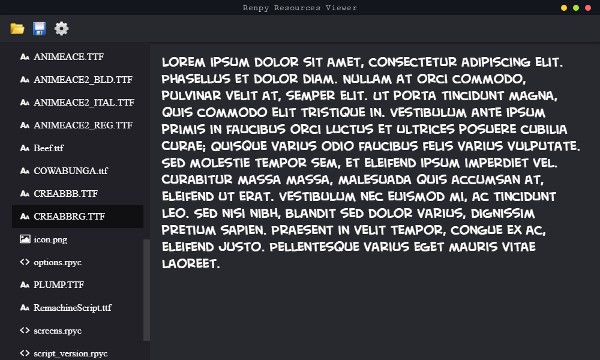 Renpy Resources Viewer
ANIMEACE.TTF
ANIMEACE2_BLD.TTF
ANIMEACE2_ITAL.TTF
ANIMEACE2_REG.TTF
Beef.ttf
COWABUNGA.ttf
CREABBB.TTF
CREABBRG.TTF
icon.png
options.rpyc
PLUMP.TTF
RemachineScript.ttf
screens.rpyc
script_version.rpyc
LOREM IPSUM DOLOR SIT AMET, CONSECTETUR ADIPISCING ELIT.
PHASELLUS ET DOLOR DIAM. NULLAM AT ORCI COMMODO,
PULVINAR VELIT AT, SEMPER ELIT. UT PORTA TINCIDUNT MAGNA,
QUIS COMMODO ELIT TRISTIQUE IN. VESTIBULUM ANTE IPSUM
PRIMIS IN FAUCIBUS ORCI LUCTUS ET ULTRICES POSUERE CUBILIA
CURAE; QUISQUE VARIUS ODIO FAUCIBUS FELIS VARIUS VULPUTATE.
SED MOLESTIE TEMPOR SEM, ET ELEIFEND IPSUM IMPERDIET VEL.
CURABITUR MASSA MASSA, MALESUADA QUIS ACCUMSAN AT,
ELEIFEND UT ERAT. VESTIBULUM NEC EUISMOD MI, AC TINCIDUNT
LEO. SED NISI NIBH, BLANDIT SED DOLOR VARIUS, DIGNISSIM
PRETIUM SAPIEN. PRAESENT IN VELIT TEMPOR, CONGUE EX AC,
ELEIFEND JUSTO. PELLENTESQUE VARIUS EGET MAURIS VITAE
LAOREET.